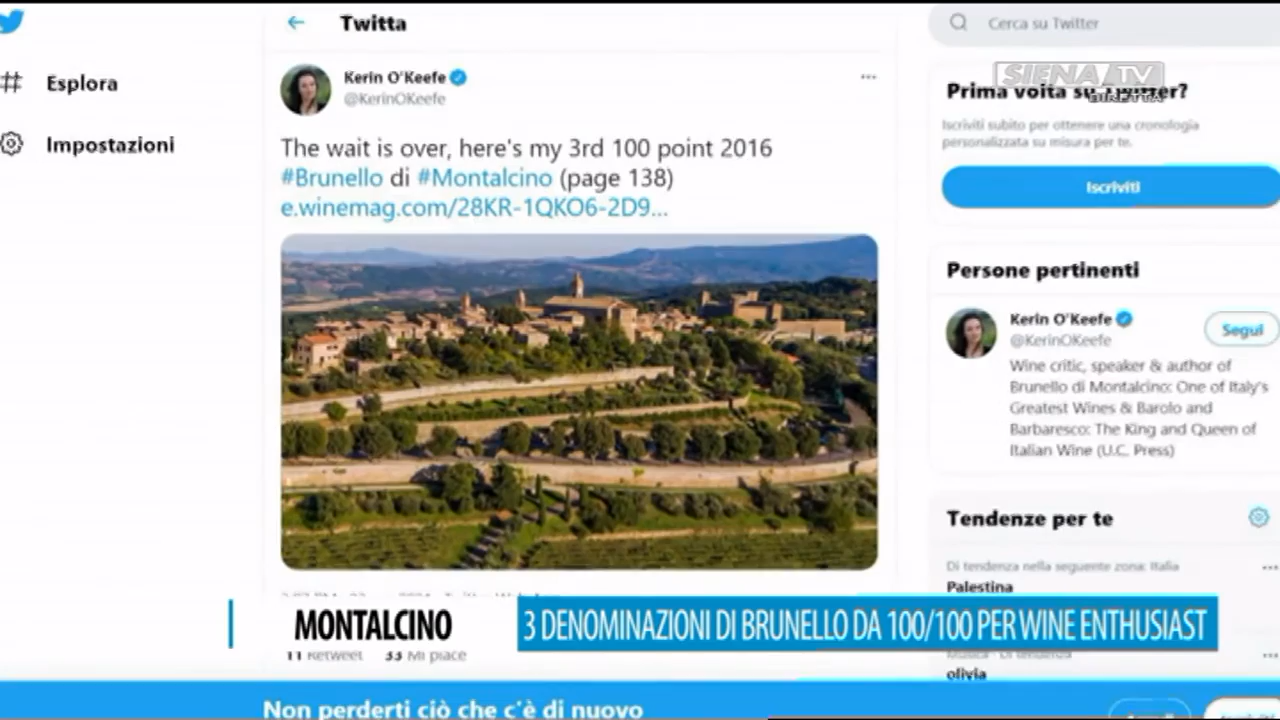 Twitta
Cerca su Twitter
Esplora
Impostazioni
Kerin O'Keefe
@KerinOKeefe
The wait is over, here's my 3rd 100 point 2016
#Brunello di #Montalcino (page 138)
e.winemag.com/28KR-1QKO6-2D9...
SIENA TV
DIRETTA
Prima volta su Twitter?
Iscriviti subito per ottenere una cronologia
personalizzata su misura per te.
Iscriviti
Persone pertinenti
Kerin O'Keefe
@KerinOKeefe
Segui
Wine critic, speaker & author of
Brunello di Montalcino: One of Italy's
Greatest Wines & Barolo and
Barbaresco: The King and Queen of
Italian Wine (U.C. Press)
Tendenze per te
Di tendenza nella seguente zona: Italia
Palestina
MONTALCINO
3 DENOMINAZIONI DI BRUNELLO DA 100/100 PER WINE ENTHUSIAST
11 Retweet 33 Mi piace
Musica · Di tendenza
olivia
Non perderti ciò che c'è di nuovo